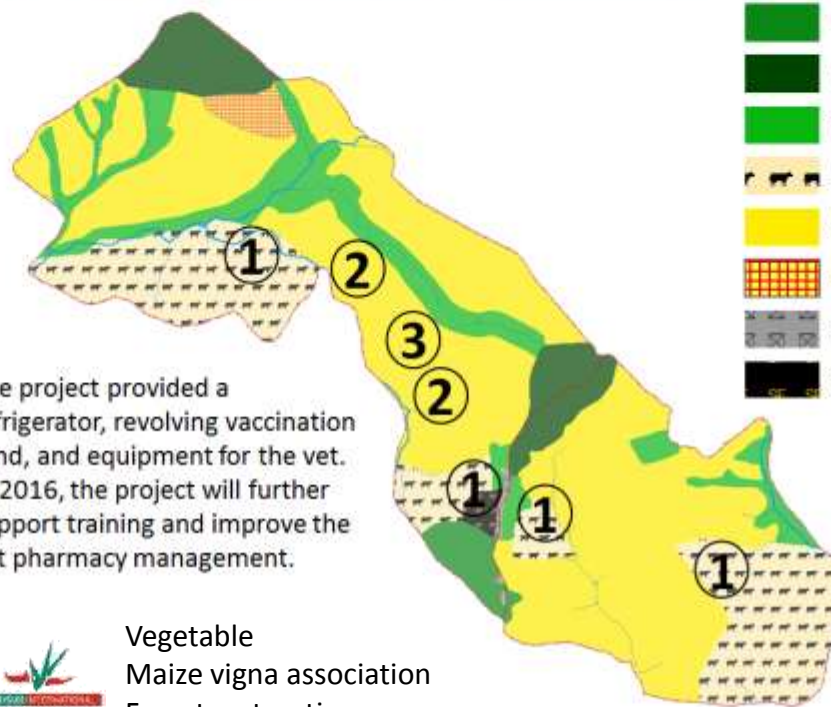 1
2
3
2
1
1
1
e project provided a
frigerator, revolving vaccination
nd, and equipment for the vet.
2016, the project will further
pport training and improve the
t pharmacy management.
Vegetable
Maize vigna association